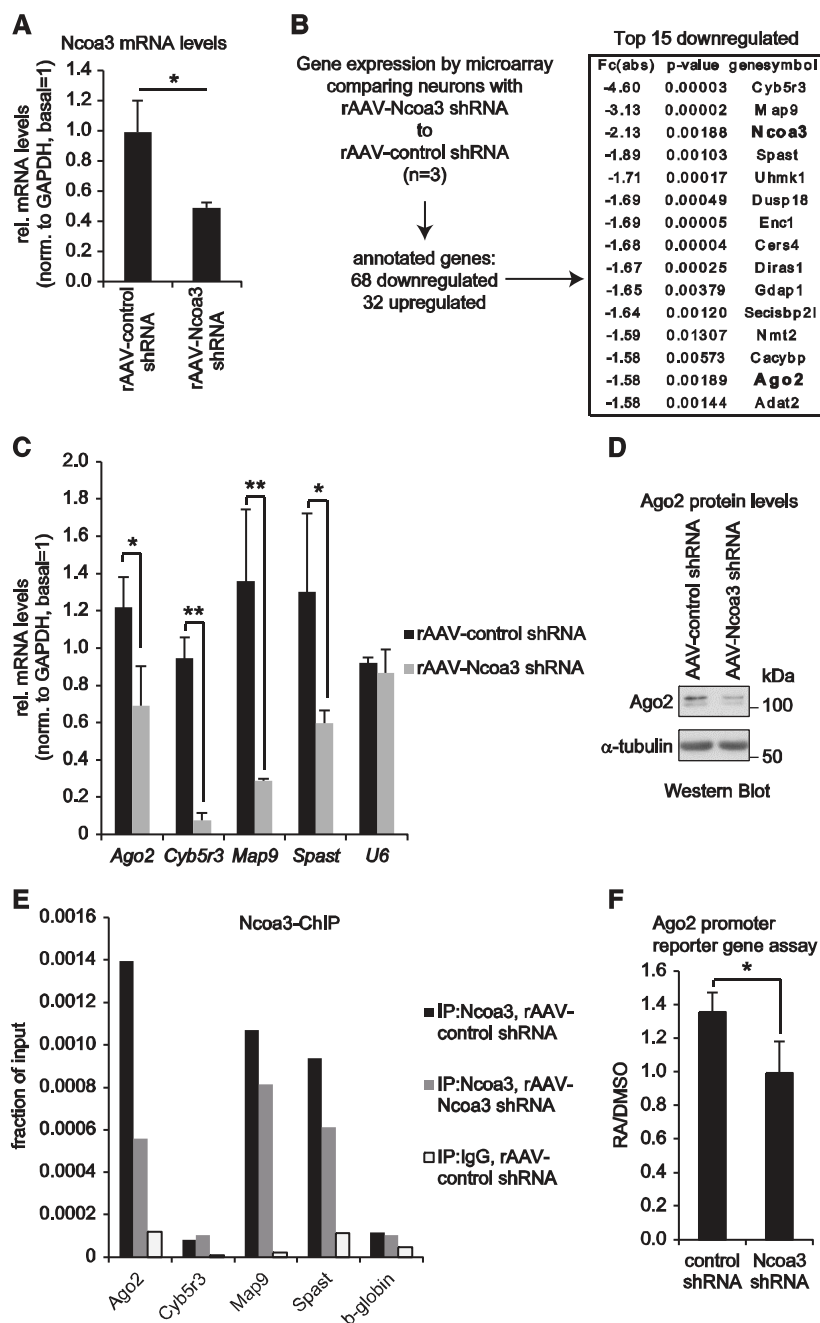 A
Ncoa3 mRNA levels
*
rel. mRNA levels
(norm. to GAPDH, basal=1)
1.4
1.2
1.0
0.8
0.6
0.4
0.2
0.0
rAAV-control
shRNA
rAAV-Ncoa3
shRNA
B
Gene expression by microarray
comparing neurons with
rAAV-Ncoa3 shRNA
to
rAAV-control shRNA
(n=3)
annotated genes:
68 downregulated
32 upregulated
Top 15 downregulated
Fc(abs) p-value genesymbol
-4.60 0.00003 Cyb5r3
-3.13 0.00002 Map9
-2.13 0.00188 Ncoa3
-1.89 0.00103 Spast
-1.71 0.00017 Uhmk1
-1.69 0.00049 Dusp18
-1.69 0.00005 Enc1
-1.68 0.00004 Cers4
-1.67 0.00025 Diras1
-1.65 0.00379 Gdap1
-1.64 0.00120 Secisbp2l
-1.59 0.01307 Nmt2
-1.58 0.00573 Cacybp
-1.58 0.00189 Ago2
-1.58 0.00144 Adat2
C
rel. mRNA levels
(norm. to GAPDH, basal=1)
2.0
1.8
1.6
1.4
1.2
1.0
0.8
0.6
0.4
0.2
0
*
**
**
*
rAAV-control shRNA
rAAV-Ncoa3 shRNA
Ago2 Cyb5r3 Map9 Spast U6
D
Ago2 protein levels
AAV-control shRNA
AAV-Ncoa3 shRNA
kDa
Ago2
100
α-tubulin
50
Western Blot
E
Ncoa3-ChIP
fraction of input
0.0016
0.0014
0.0012
0.0010
0.0008
0.0006
0.0004
0.0002
0
IP:Ncoa3, rAAV-
control shRNA
IP:Ncoa3, rAAV-
Ncoa3 shRNA
IP:IgG, rAAV-
control shRNA
Ago2 Cyb5r3 Map9 Spast b-globin
F
Ago2 promoter
reporter gene assay
*
RA/DMSO
1.6
1.4
1.2
1.0
0.8
0.6
0.4
0.2
0.0
control
shRNA
Ncoa3
shRNA